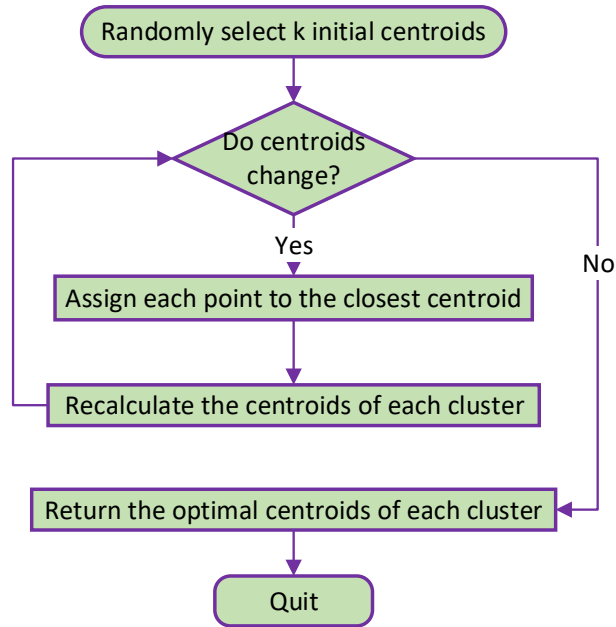 Randomly select k initial centroids
Do centroids
change?
Yes
No
Assign each point to the closest centroid
Recalculate the centroids of each cluster
Return the optimal centroids of each cluster
Quit